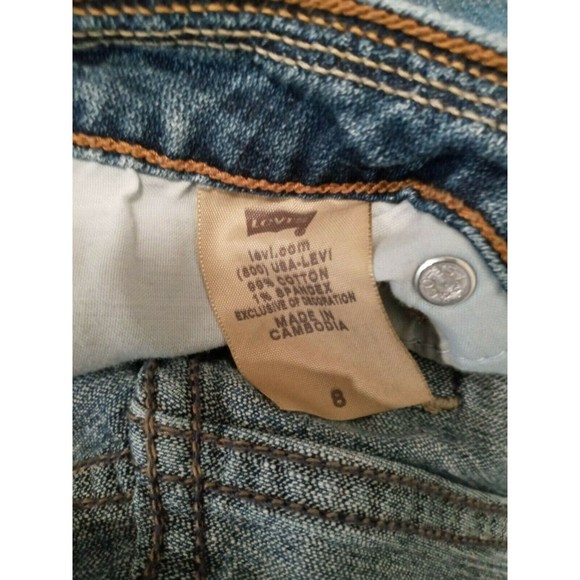 LEVI'S
levi.com
(800) USA-LEVI
99% COTTON
1% SPANDEX
EXCLUSIVE OF DECORATION
MADE IN
CAMBODIA
8